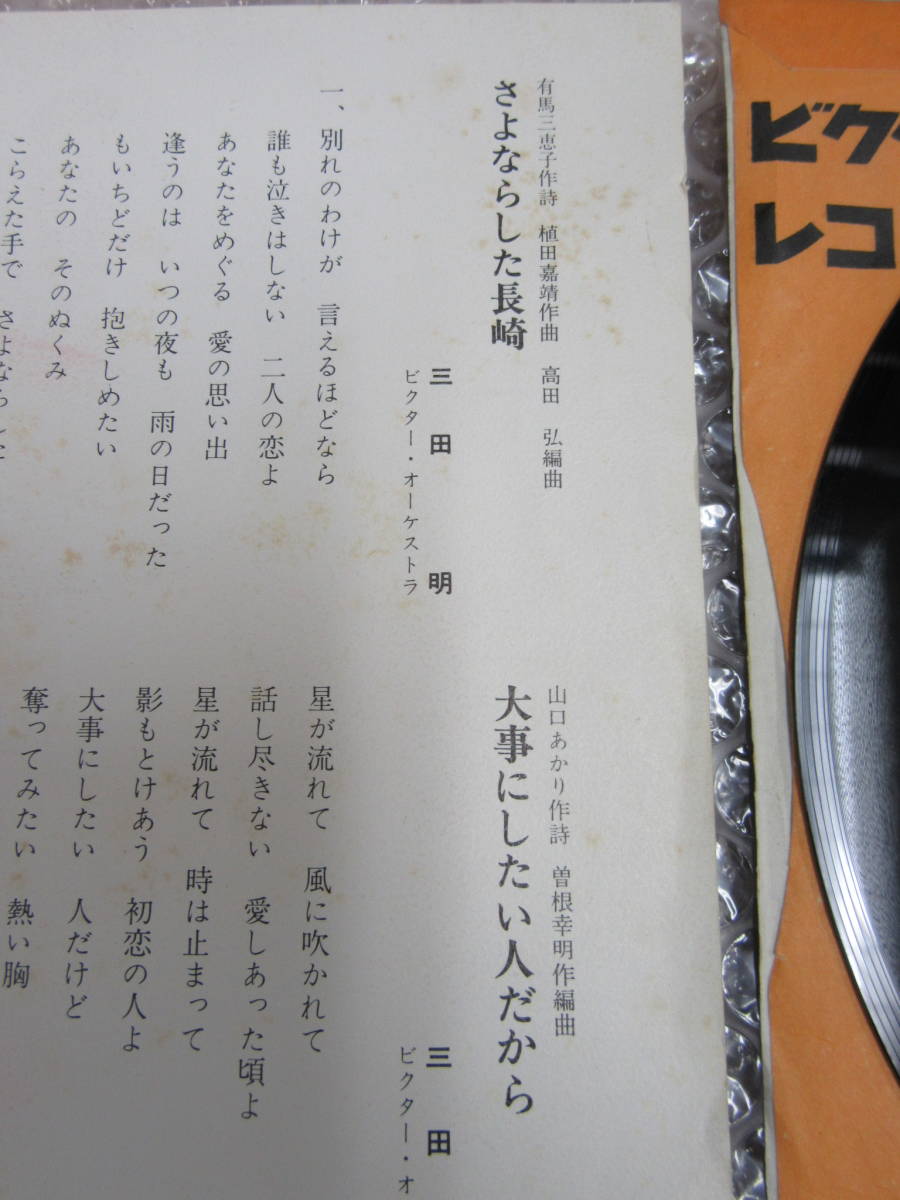 有馬三恵子作詩　植田嘉靖作曲　高田　弘編曲
さよならした長崎
三田　明
ビクター・オーケストラ
一、別れのわけが　言えるほどなら
誰も泣きはしない　二人の恋よ
あなたをめぐる　愛の思い出
逢うのは　いつの夜も　雨の日だった
もいちどだけ　抱きしめたい
あなたの　そのぬくみ
こらえた手で　さよならした
山口あかり作詩　曽根幸明作編曲
大事にしたい人だから
三田
ビクター・オ
星が流れて　風に吹かれて
話し尽きない　愛しあった頃よ
星が流れて　時は止まって
影もとけあう　初恋の人よ
大事にしたい　人だけど
奪ってみたい　熱い胸
ビク
レコ